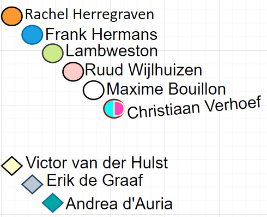 Rachel Herregraven
Frank Hermans
Lambweston
Ruud Wijlhuizen
Maxime Bouillon
Christiaan Verhoef
Victor van der Hulst
Erik de Graaf
Andrea d'Auria